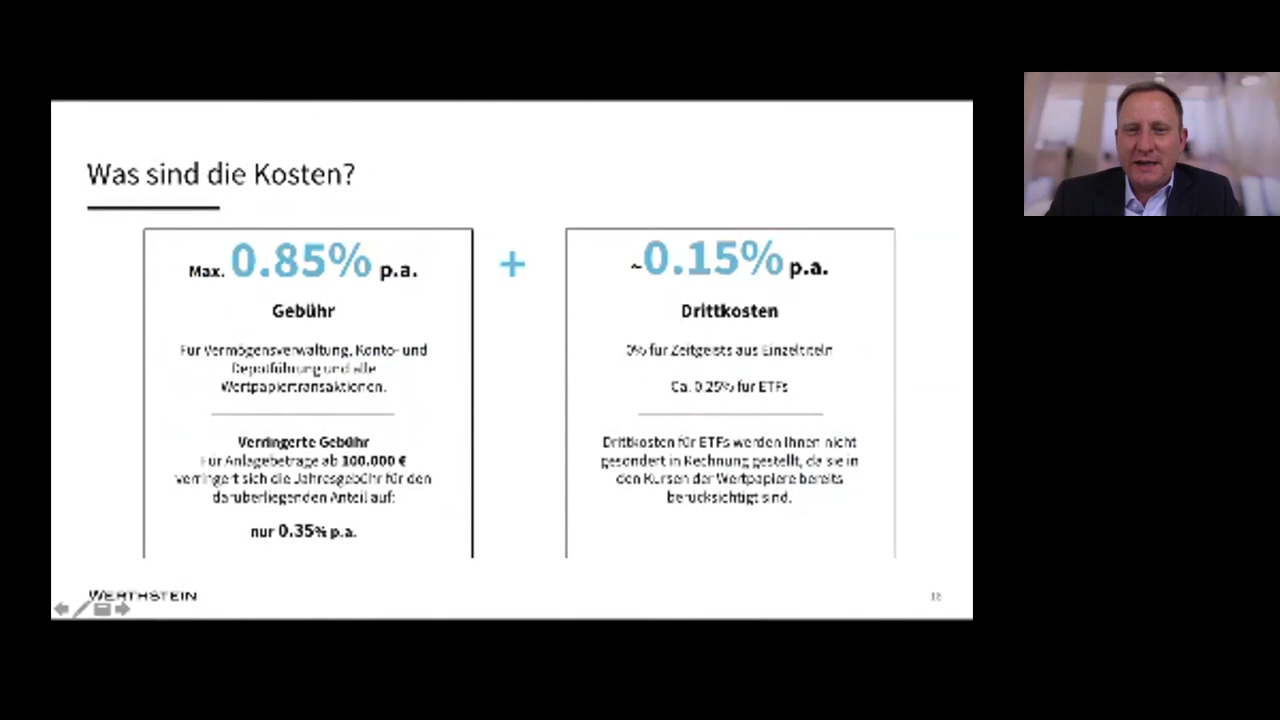 Was sind die Kosten?
Max. 0.85% p.a.
Gebühr
Für Vermögensverwaltung, Konto- und
Depotführung und alle
Wertpapiertransaktionen.
Verringerte Gebühr
Für Anlagebeträge ab 100.000 €
verringert sich die Jahresgebühr für den
darüberliegenden Anteil auf:
nur 0.35% p.a.
+
~0.15% p.a.
Drittkosten
0% für Zeitgeists aus Einzeltiteln
Ca. 0.25% für ETFs
Drittkosten für ETFs werden Ihnen nicht
gesondert in Rechnung gestellt, da sie in
den Kursen der Wertpapiere bereits
berücksichtigt sind.
WERTHSTEIN
18